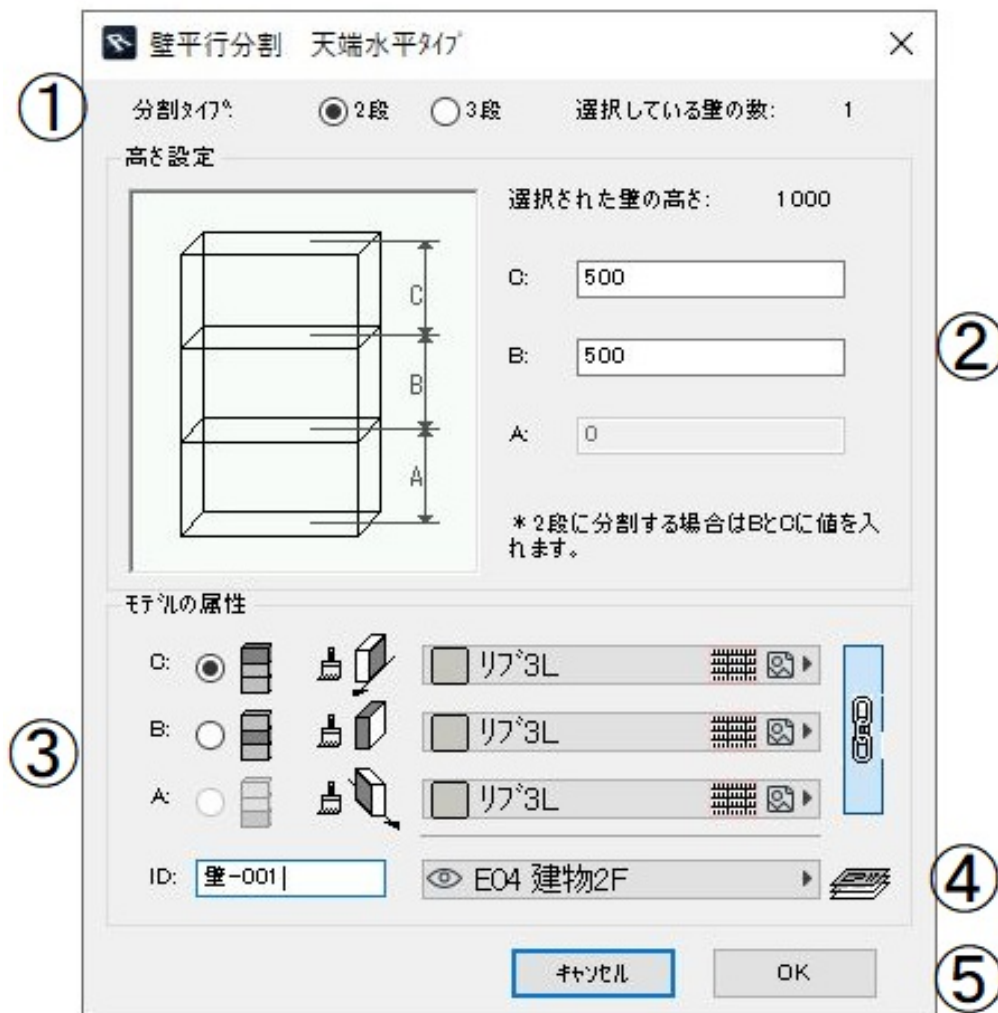 壁平行分割　天端水平ﾀｲﾌﾟ
①
分割ﾀｲﾌﾟ: 2段 3段 選択している壁の数: 1
高さ設定
選択された壁の高さ: 1000
C
B
A
C: 500
B: 500
②
A: 0
*2段に分割する場合はBとCに値を入
れます。
ﾓﾃﾞﾙの属性
C: ﾘﾌﾞ3L
B: ﾘﾌﾞ3L
③
A: ﾘﾌﾞ3L
ID: 壁-001 E04 建物2F
④
ｷｬﾝｾﾙ OK
⑤